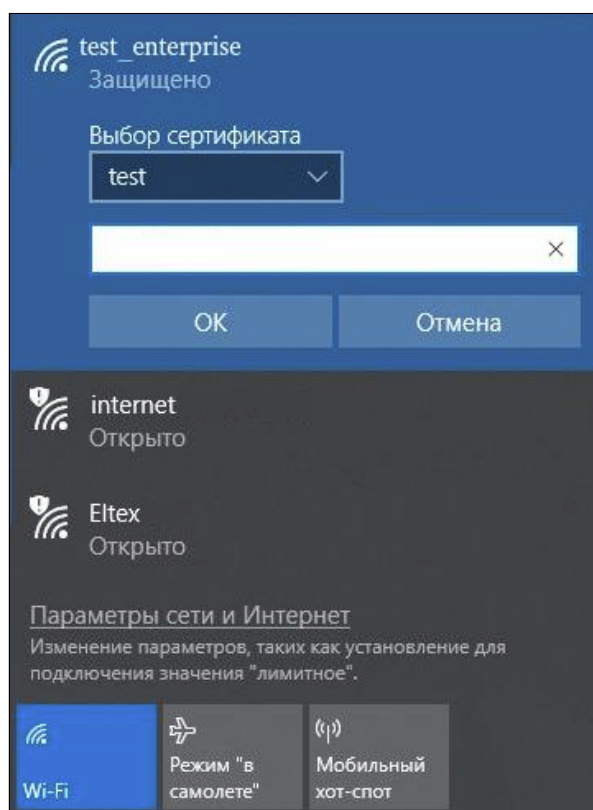 test_enterprise
Защищено
Выбор сертификата
test
OK
Отмена
internet
Открыто
Eltex
Открыто
Параметры сети и Интернет
Изменение параметров, таких как установление для
подключения значения "лимитное".
Wi-Fi
Режим "в
самолете"
Мобильный
хот-спот